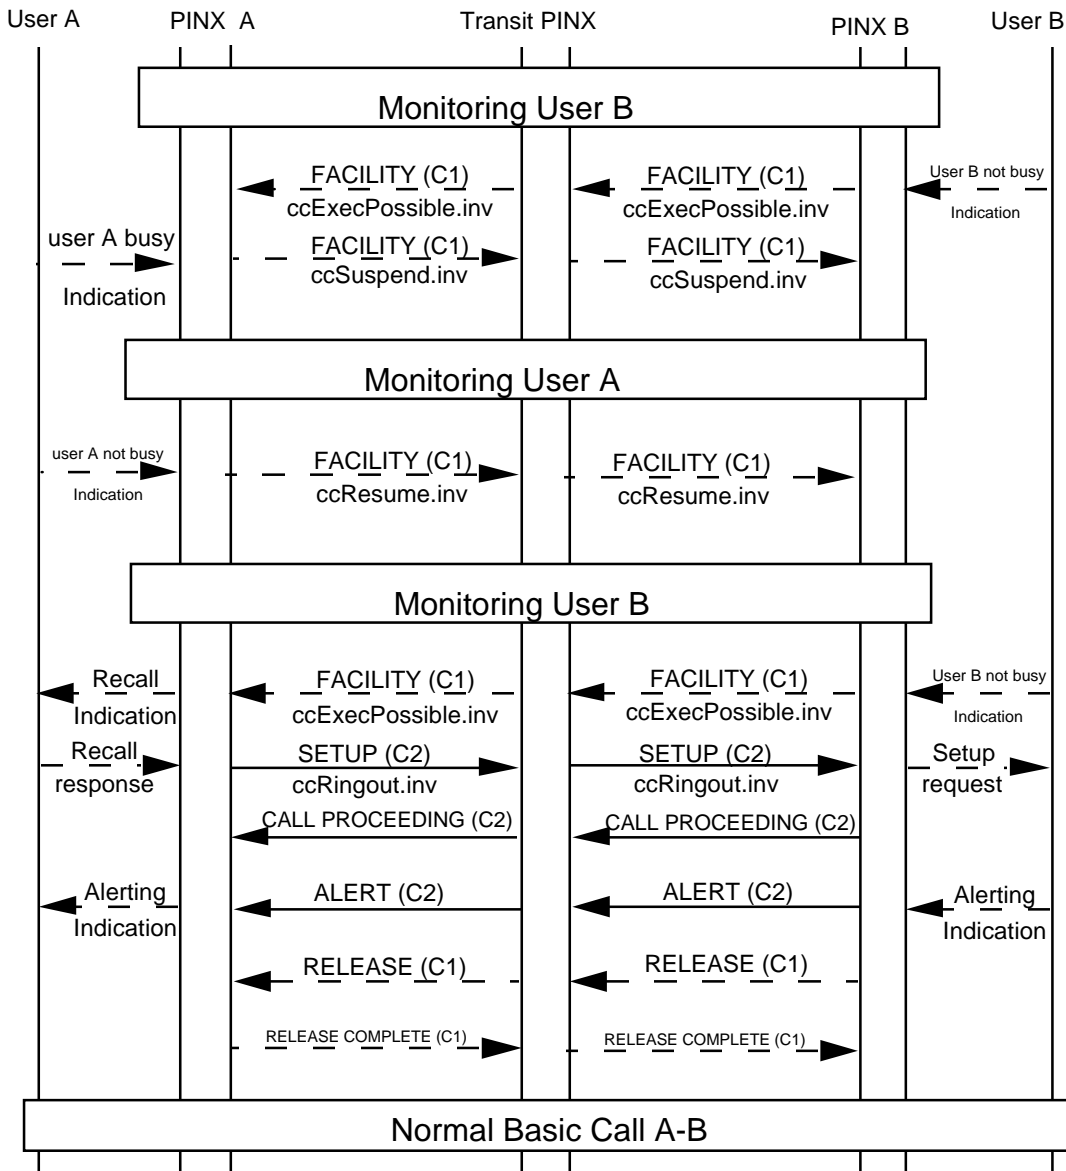 User A PINX A Transit PINX PINX B User B
Monitoring User B
FACILITY (C1) FACILITY (C1) User B not busy
ccExecPossible.inv ccExecPossible.inv Indication
user A busy FACILITY (C1) FACILITY (C1)
Indication ccSuspend.inv ccSuspend.inv
Monitoring User A
user A not busy FACILITY (C1) FACILITY (C1)
Indication ccResume.inv ccResume.inv
Monitoring User B
Recall FACILITY (C1) FACILITY (C1) User B not busy
Indication ccExecPossible.inv ccExecPossible.inv Indication
Recall SETUP (C2) SETUP (C2) Setup
response ccRingout.inv ccRingout.inv request
CALL PROCEEDING (C2) CALL PROCEEDING (C2)
Alerting ALERT (C2) ALERT (C2) Alerting
Indication Indication
RELEASE (C1) RELEASE (C1)
RELEASE COMPLETE (C1) RELEASE COMPLETE (C1)
Normal Basic Call A-B